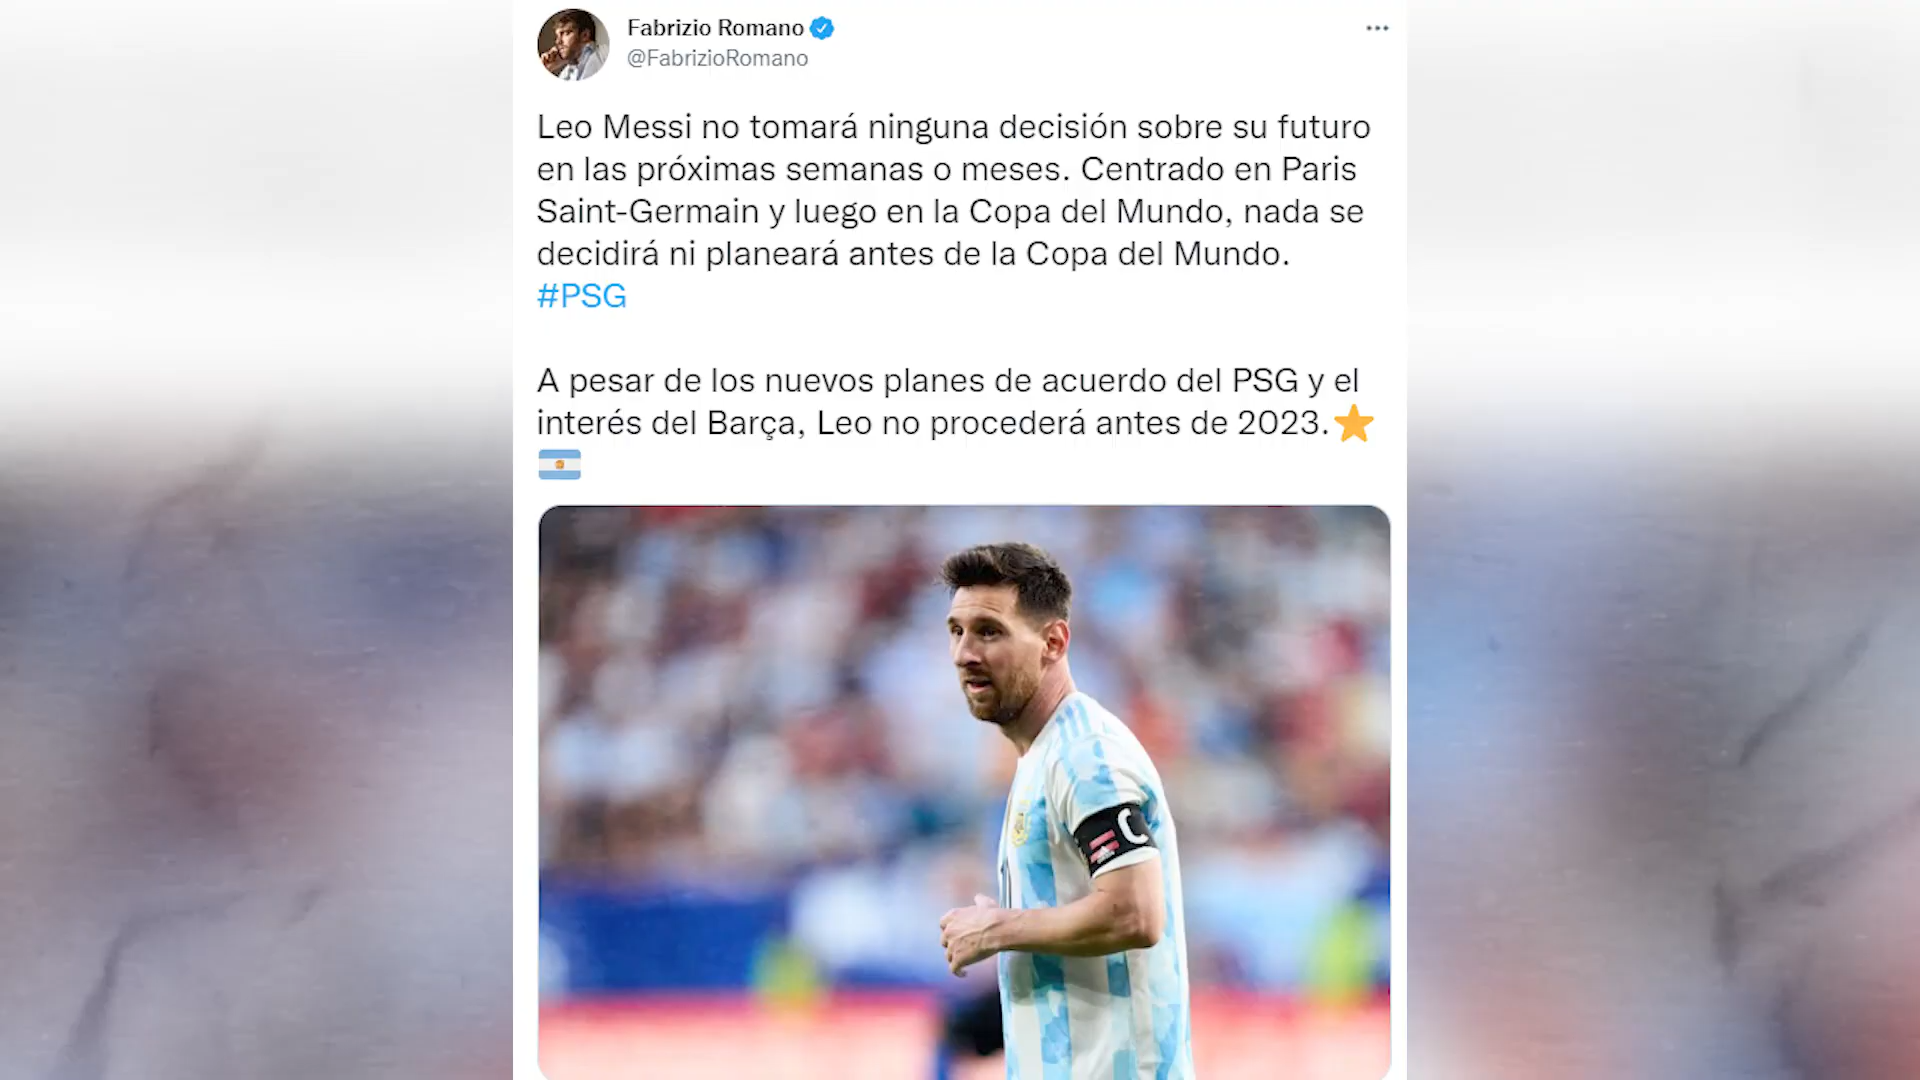 Fabrizio Romano
@FabrizioRomano
Leo Messi no tomará ninguna decisión sobre su futuro
en las próximas semanas o meses. Centrado en Paris
Saint-Germain y luego en la Copa del Mundo, nada se
decidirá ni planeará antes de la Copa del Mundo.
#PSG
A pesar de los nuevos planes de acuerdo del PSG y el
interés del Barça, Leo no procederá antes de 2023.
C